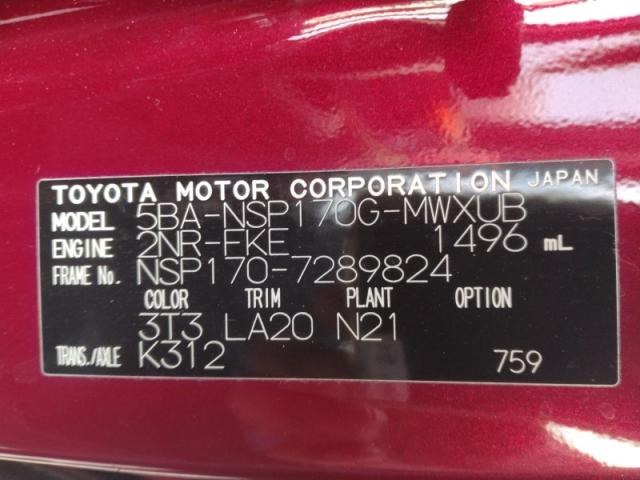 TOYOTA MOTOR CORPORATION JAPAN
MODEL 5BA-NSP170G-MWXUB
ENGINE 2NR-FKE 1496 mL
FRAME No. NSP170-7289824
COLOR TRIM PLANT OPTION
3T3 LA20 N21
TRANS./AXLE K312 759